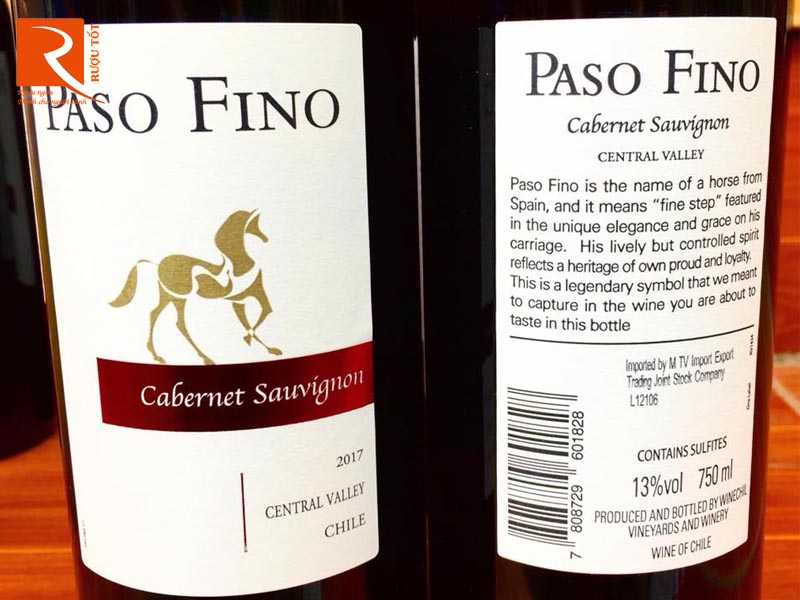 RƯỢU TỐT
PASO FINO
Cabernet Sauvignon
2017
CENTRAL VALLEY
CHILE
PASO FINO
Cabernet Sauvignon
CENTRAL VALLEY
Paso Fino is the name of a horse from
Spain, and it means “fine step” featured
in the unique elegance and grace on his
carriage. His lively but controlled spirit
reflects a heritage of own proud and loyalty.
This is a legendary symbol that we meant
to capture in the wine you are about to
taste in this bottle
Imported by M TV Import Export
Trading Joint Stock Company
L12106
CONTAINS SULFITES
13%vol 750 ml
PRODUCED AND BOTTLED BY WINECHIL
VINEYARDS AND WINERY
WINE OF CHILE
7 808729 601828